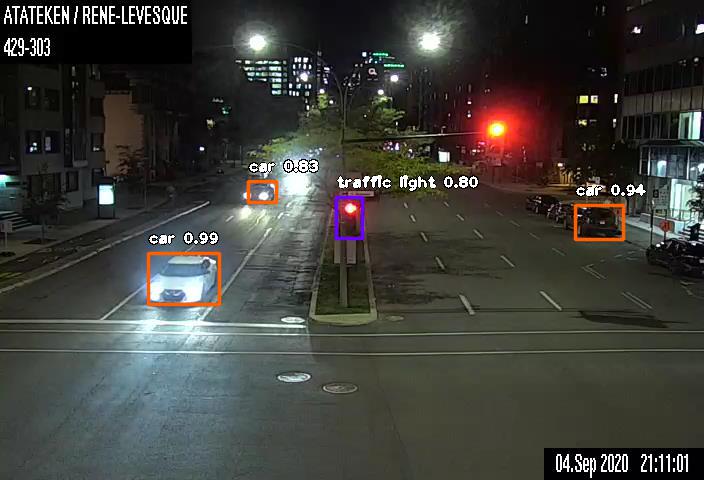 ATATEKEN / RENE-LEVESQUE
429-303
car 0.83
traffic light 0.80
car 0.94
car 0.99
04.Sep 2020 21:11:01